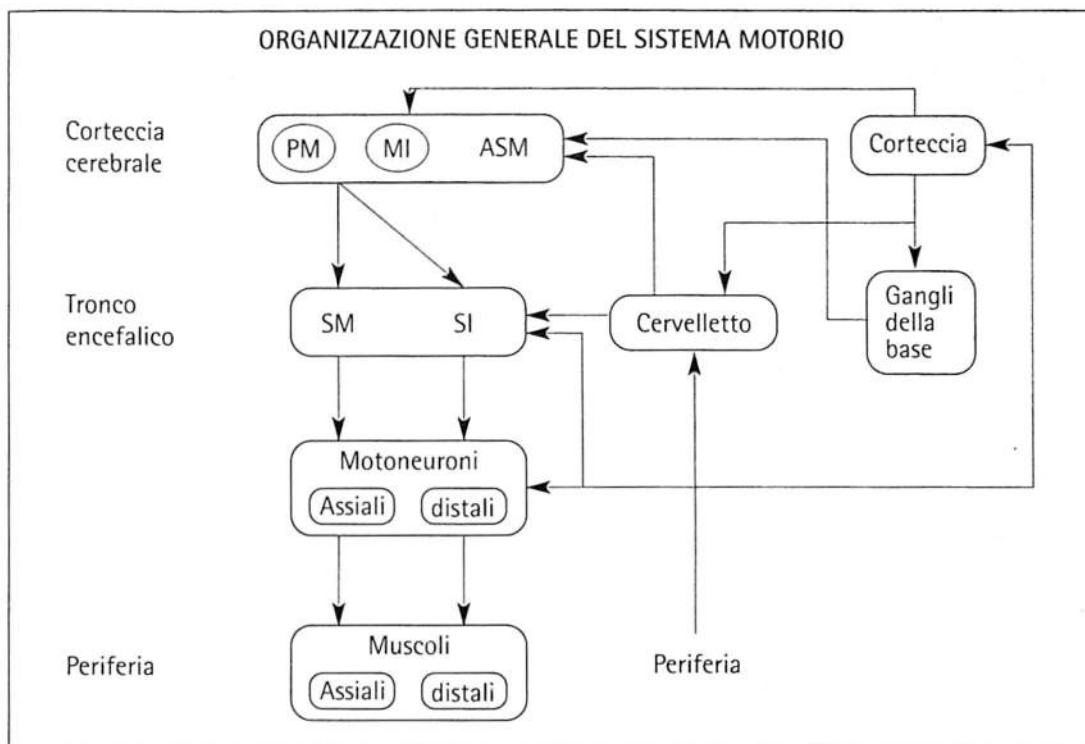 ORGANIZZAZIONE GENERALE DEL SISTEMA MOTORIO
Corteccia
cerebrale
PM MI ASM
Corteccia
Tronco
encefalico
SM SI
Cervelletto
Gangli
della
base
Motoneuroni
Assiali distali
Periferia
Muscoli
Assiali distali
Periferia